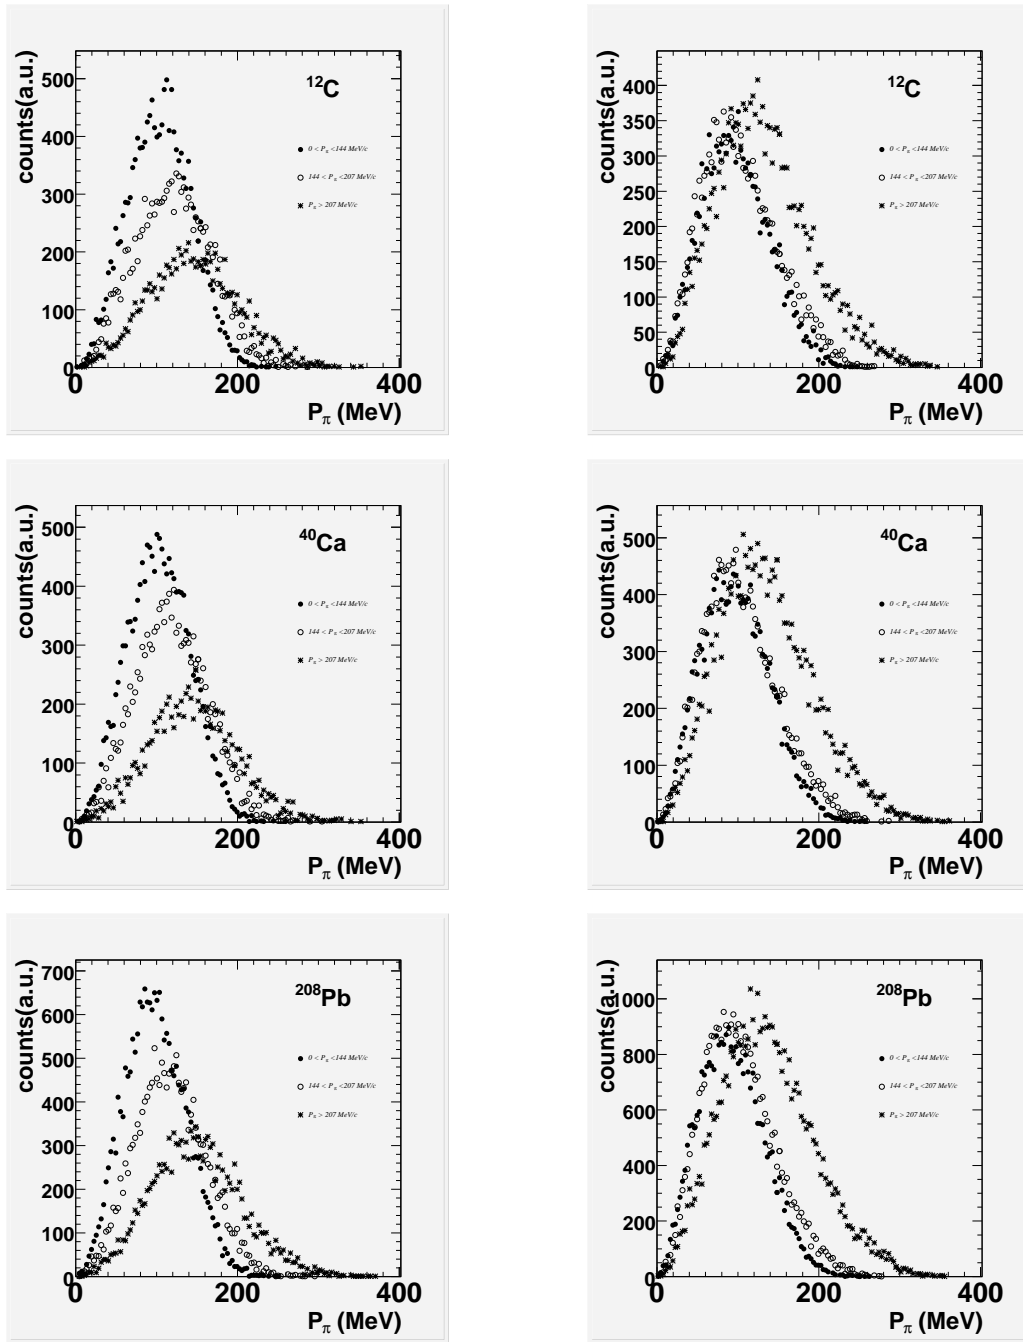 counts(a.u.)
500
400
300
200
100
0
¹²C
0 < P_π <144 MeV/c
144 < P_π <207 MeV/c
P_π > 207 MeV/c
0 200 400
P_π (MeV)
counts(a.u.)
400
350
300
250
200
150
100
50
0
¹²C
0 < P_π <144 MeV/c
144 < P_π <207 MeV/c
P_π > 207 MeV/c
0 200 400
P_π (MeV)
counts(a.u.)
500
400
300
200
100
0
⁴⁰Ca
0 < P_π <144 MeV/c
144 < P_π <207 MeV/c
P_π > 207 MeV/c
0 200 400
P_π (MeV)
counts(a.u.)
500
400
300
200
100
0
⁴⁰Ca
0 < P_π <144 MeV/c
144 < P_π <207 MeV/c
P_π > 207 MeV/c
0 200 400
P_π (MeV)
counts(a.u.)
700
600
500
400
300
200
100
0
²⁰⁸Pb
0 < P_π <144 MeV/c
144 < P_π <207 MeV/c
P_π > 207 MeV/c
0 200 400
P_π (MeV)
counts(a.u.)
1000
800
600
400
200
0
²⁰⁸Pb
0 < P_π <144 MeV/c
144 < P_π <207 MeV/c
P_π > 207 MeV/c
0 200 400
P_π (MeV)